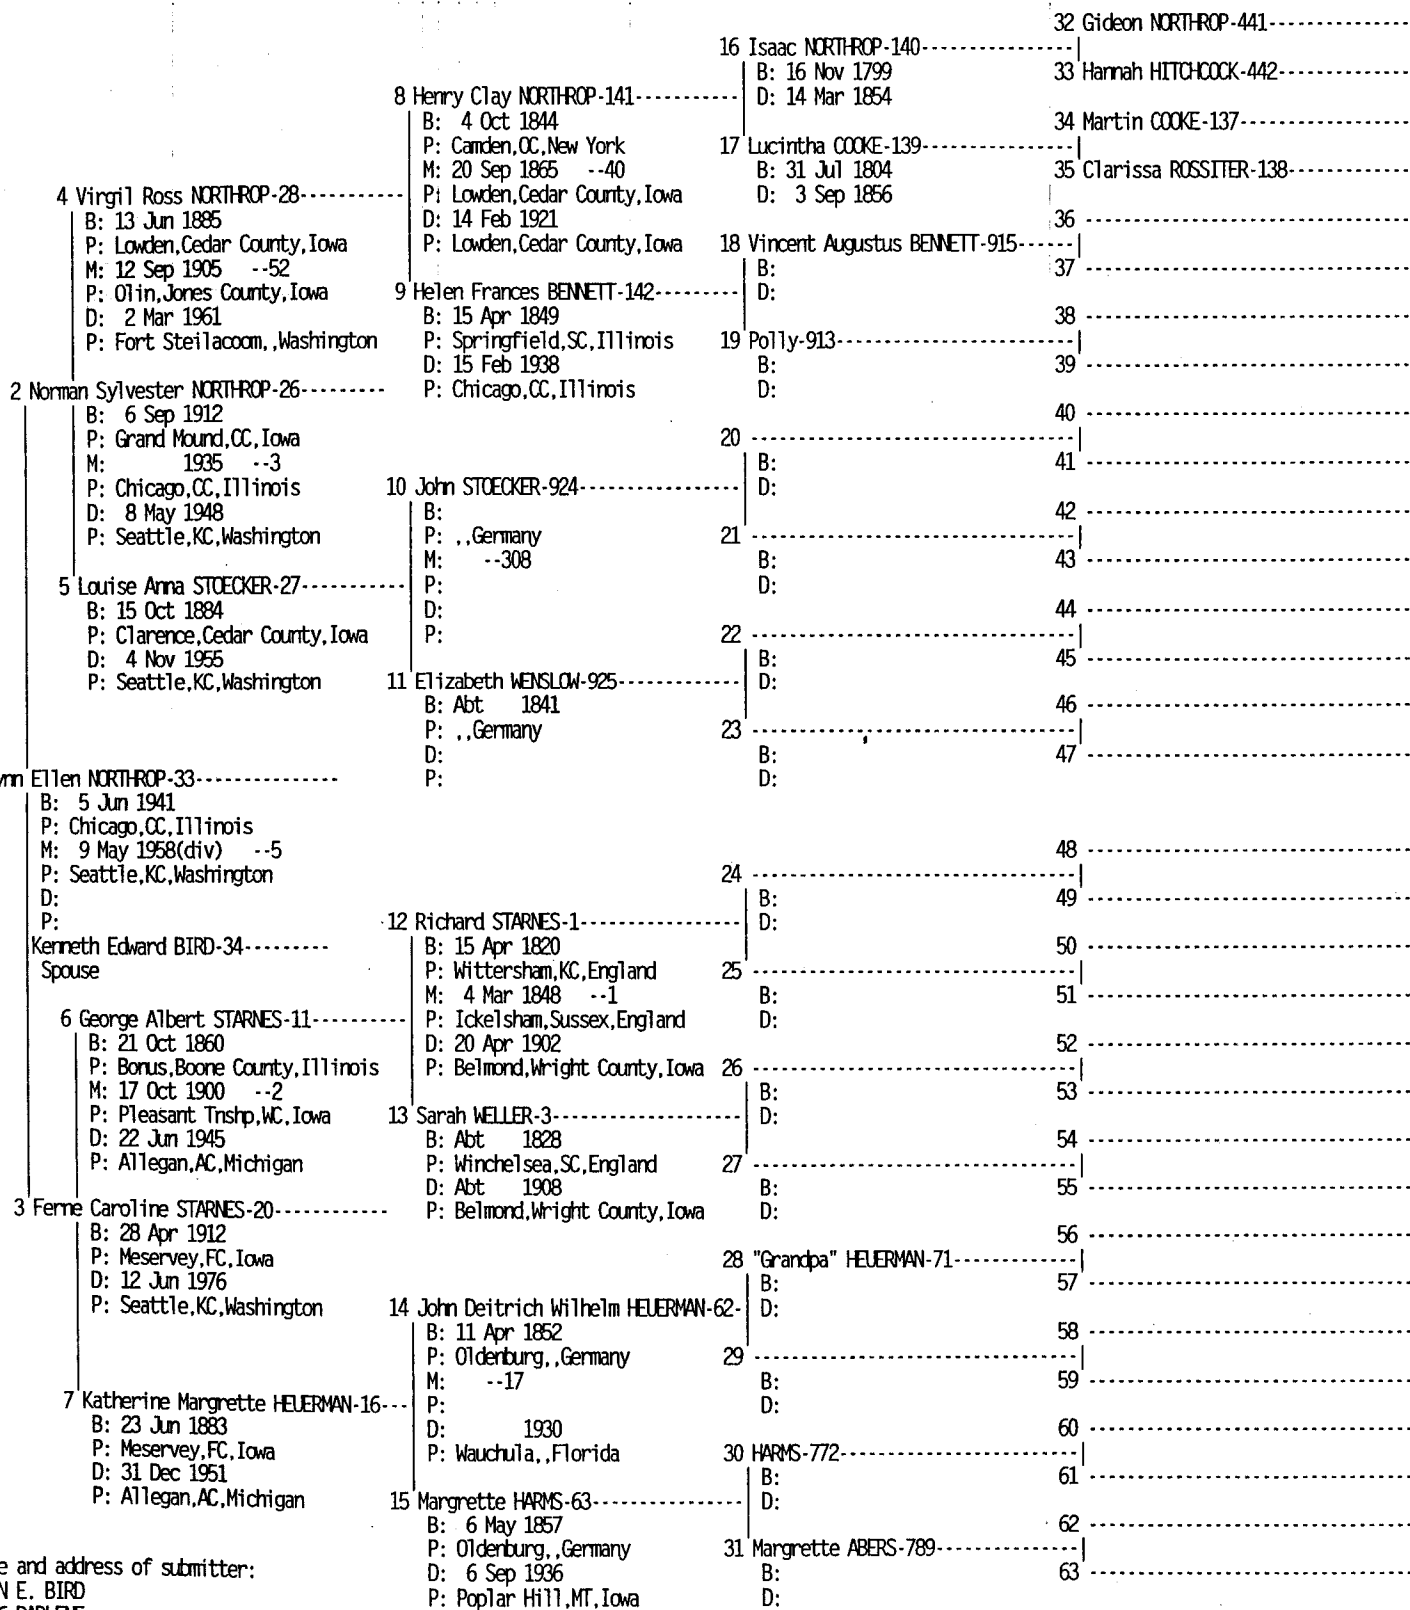 32 Gideon NORTHROP-441
16 Isaac NORTHROP-140
B: 16 Nov 1799
33 Hannah HITCHCOCK-442
8 Henry Clay NORTHROP-141
D: 14 Mar 1854
B: 4 Oct 1844
34 Martin COOKE-137
P: Camden,OC,New York
17 Lucintha COOKE-139
M: 20 Sep 1865 --40
B: 31 Jul 1804
35 Clarissa ROSSITER-138
4 Virgil Ross NORTHROP-28
P: Lowden,Cedar County,Iowa
D: 3 Sep 1856
B: 13 Jun 1885
D: 14 Feb 1921
36
P: Lowden,Cedar County,Iowa
P: Lowden,Cedar County,Iowa
18 Vincent Augustus BENNETT-915
M: 12 Sep 1905 --52
B:
37
P: Olin,Jones County,Iowa
9 Helen Frances BENNETT-142
D:
D: 2 Mar 1961
B: 15 Apr 1849
38
P: Fort Steilacoom,,Washington
P: Springfield,SC,Illinois
19 Polly-913
D: 15 Feb 1938
B:
39
2 Norman Sylvester NORTHROP-26
P: Chicago,CC,Illinois
D:
B: 6 Sep 1912
40
P: Grand Mound,CC,Iowa
20
M: 1935 --3
B:
41
P: Chicago,CC,Illinois
10 John STOECKER-924
D:
D: 8 May 1948
B:
42
P: Seattle,KC,Washington
P: ,,Germany
21
M: --308
B:
43
5 Louise Anna STOECKER-27
P:
D:
B: 15 Oct 1884
D:
44
P: Clarence,Cedar County,Iowa
P:
22
D: 4 Nov 1955
B:
45
P: Seattle,KC,Washington
11 Elizabeth WENSLOW-925
D:
B: Abt 1841
46
P: ,,Germany
23
D:
B:
47
Ellen NORTHROP-33
P:
D:
B: 5 Jun 1941
P: Chicago,CC,Illinois
M: 9 May 1958(div) --5
48
P: Seattle,KC,Washington
24
D:
B:
49
P:
12 Richard STARNES-1
D:
Kenneth Edward BIRD-34
B: 15 Apr 1820
50
Spouse
P: Wittersham,KC,England
25
M: 4 Mar 1848 --1
B:
51
6 George Albert STARNES-11
P: Ickelsham,Sussex,England
D:
B: 21 Oct 1860
D: 20 Apr 1902
52
P: Bonus,Boone County,Illinois
P: Belmond,Wright County,Iowa
26
M: 17 Oct 1900 --2
B:
53
P: Pleasant Tnshp,WC,Iowa
13 Sarah WELLER-3
D:
D: 22 Jun 1945
B: Abt 1828
54
P: Allegan,AC,Michigan
P: Winchelsea,SC,England
27
D: Abt 1908
B:
55
3 Ferne Caroline STARNES-20
P: Belmond,Wright County,Iowa
D:
B: 28 Apr 1912
56
P: Meservey,FC,Iowa
28 "Grandpa" HEUERMAN-71
D: 12 Jun 1976
B:
57
P: Seattle,KC,Washington
14 John Deitrich Wilhelm HEUERMAN-62-
D:
B: 11 Apr 1852
58
P: Oldenburg,,Germany
29
M: --17
B:
59
7 Katherine Margrette HEUERMAN-16
P:
D:
B: 23 Jun 1883
D: 1930
60
P: Meservey,FC,Iowa
P: Wauchula,,Florida
30 HARMS-772
D: 31 Dec 1951
B:
61
P: Allegan,AC,Michigan
15 Margrette HARMS-63
D:
B: 6 May 1857
62
P: Oldenburg,,Germany
31 Margrette ABERS-789
e and address of submitter:
D: 6 Sep 1936
B:
63
N E. BIRD
P: Poplar Hill,MT,Iowa
D: